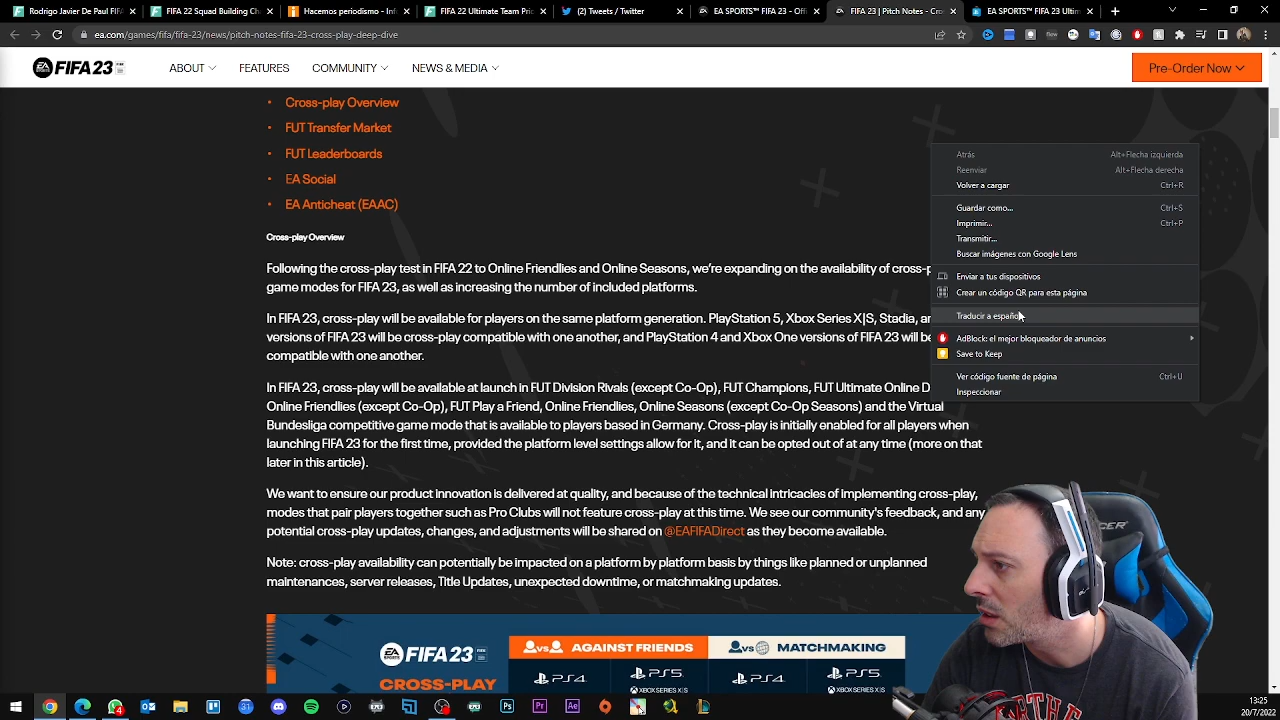 Rodrigo Javier de Paul FIFA
FIFA 22 Squad Building Ch
Hacemos periodismo - Info
FIFA 22 Ultimate Team Pric
(2) Tweets / Twitter
EA SPORTS™ FIFA 23 - Offi
FIFA 23 | Pitch Notes - Cros
EA SPORTS™ FIFA 23 Ultim
ea.com/games/fifa/fifa-23/news/pitch-notes-fifa-23-cross-play-deep-dive
EA SPORTS FIFA 23
ABOUT
FEATURES
COMMUNITY
NEWS & MEDIA
Pre-Order Now
• Cross-play Overview
• FUT Transfer Market
• FUT Leaderboards
• EA Social
• EA Anticheat (EAAC)
Cross-play Overview
Following the cross-play test in FIFA 22 to Online Friendlies and Online Seasons, we're expanding on the availability of cross-p
game modes for FIFA 23, as well as increasing the number of included platforms.
In FIFA 23, cross-play will be available for players on the same platform generation. PlayStation 5, Xbox Series X|S, Stadia, an
versions of FIFA 23 will be cross-play compatible with one another, and PlayStation 4 and Xbox One versions of FIFA 23 will be
compatible with one another.
In FIFA 23, cross-play will be available at launch in FUT Division Rivals (except Co-Op), FUT Champions, FUT Ultimate Online D
Online Friendlies (except Co-Op), FUT Play a Friend, Online Friendlies, Online Seasons (except Co-Op Seasons) and the Virtual
Bundesliga competitive game mode that is available to players based in Germany. Cross-play is initially enabled for all players when
launching FIFA 23 for the first time, provided the platform level settings allow for it, and it can be opted out of at any time (more on that
later in this article).
We want to ensure our product innovation is delivered at quality, and because of the technical intricacies of implementing cross-play,
modes that pair players together such as Pro Clubs will not feature cross-play at this time. We see our community's feedback, and any
potential cross-play updates, changes, and adjustments will be shared on @EAFIFADirect as they become available.
Note: cross-play availability can potentially be impacted on a platform by platform basis by things like planned or unplanned
maintenances, server releases, Title Updates, unexpected downtime, or matchmaking updates.
Atrás Alt+Flecha izquierda
Reenviar Alt+Flecha derecha
Volver a cargar Ctrl+R
Guardar como... Ctrl+S
Imprimir... Ctrl+P
Transmitir...
Buscar imágenes con Google Lens
Enviar a tus dispositivos
Crear un código QR para esta página
Traducir a español
AdBlock: el mejor bloqueador de anuncios
Save to Keep
Ver código fuente de página Ctrl+U
Inspeccionar
EA SPORTS FIFA 23
CROSS-PLAY
VS AGAINST FRIENDS
VS MATCHMAKING
PS4
PS5
PS4
PS5
XBOX SERIES X|S
XBOX SERIES X|S
13:25
20/7/2022